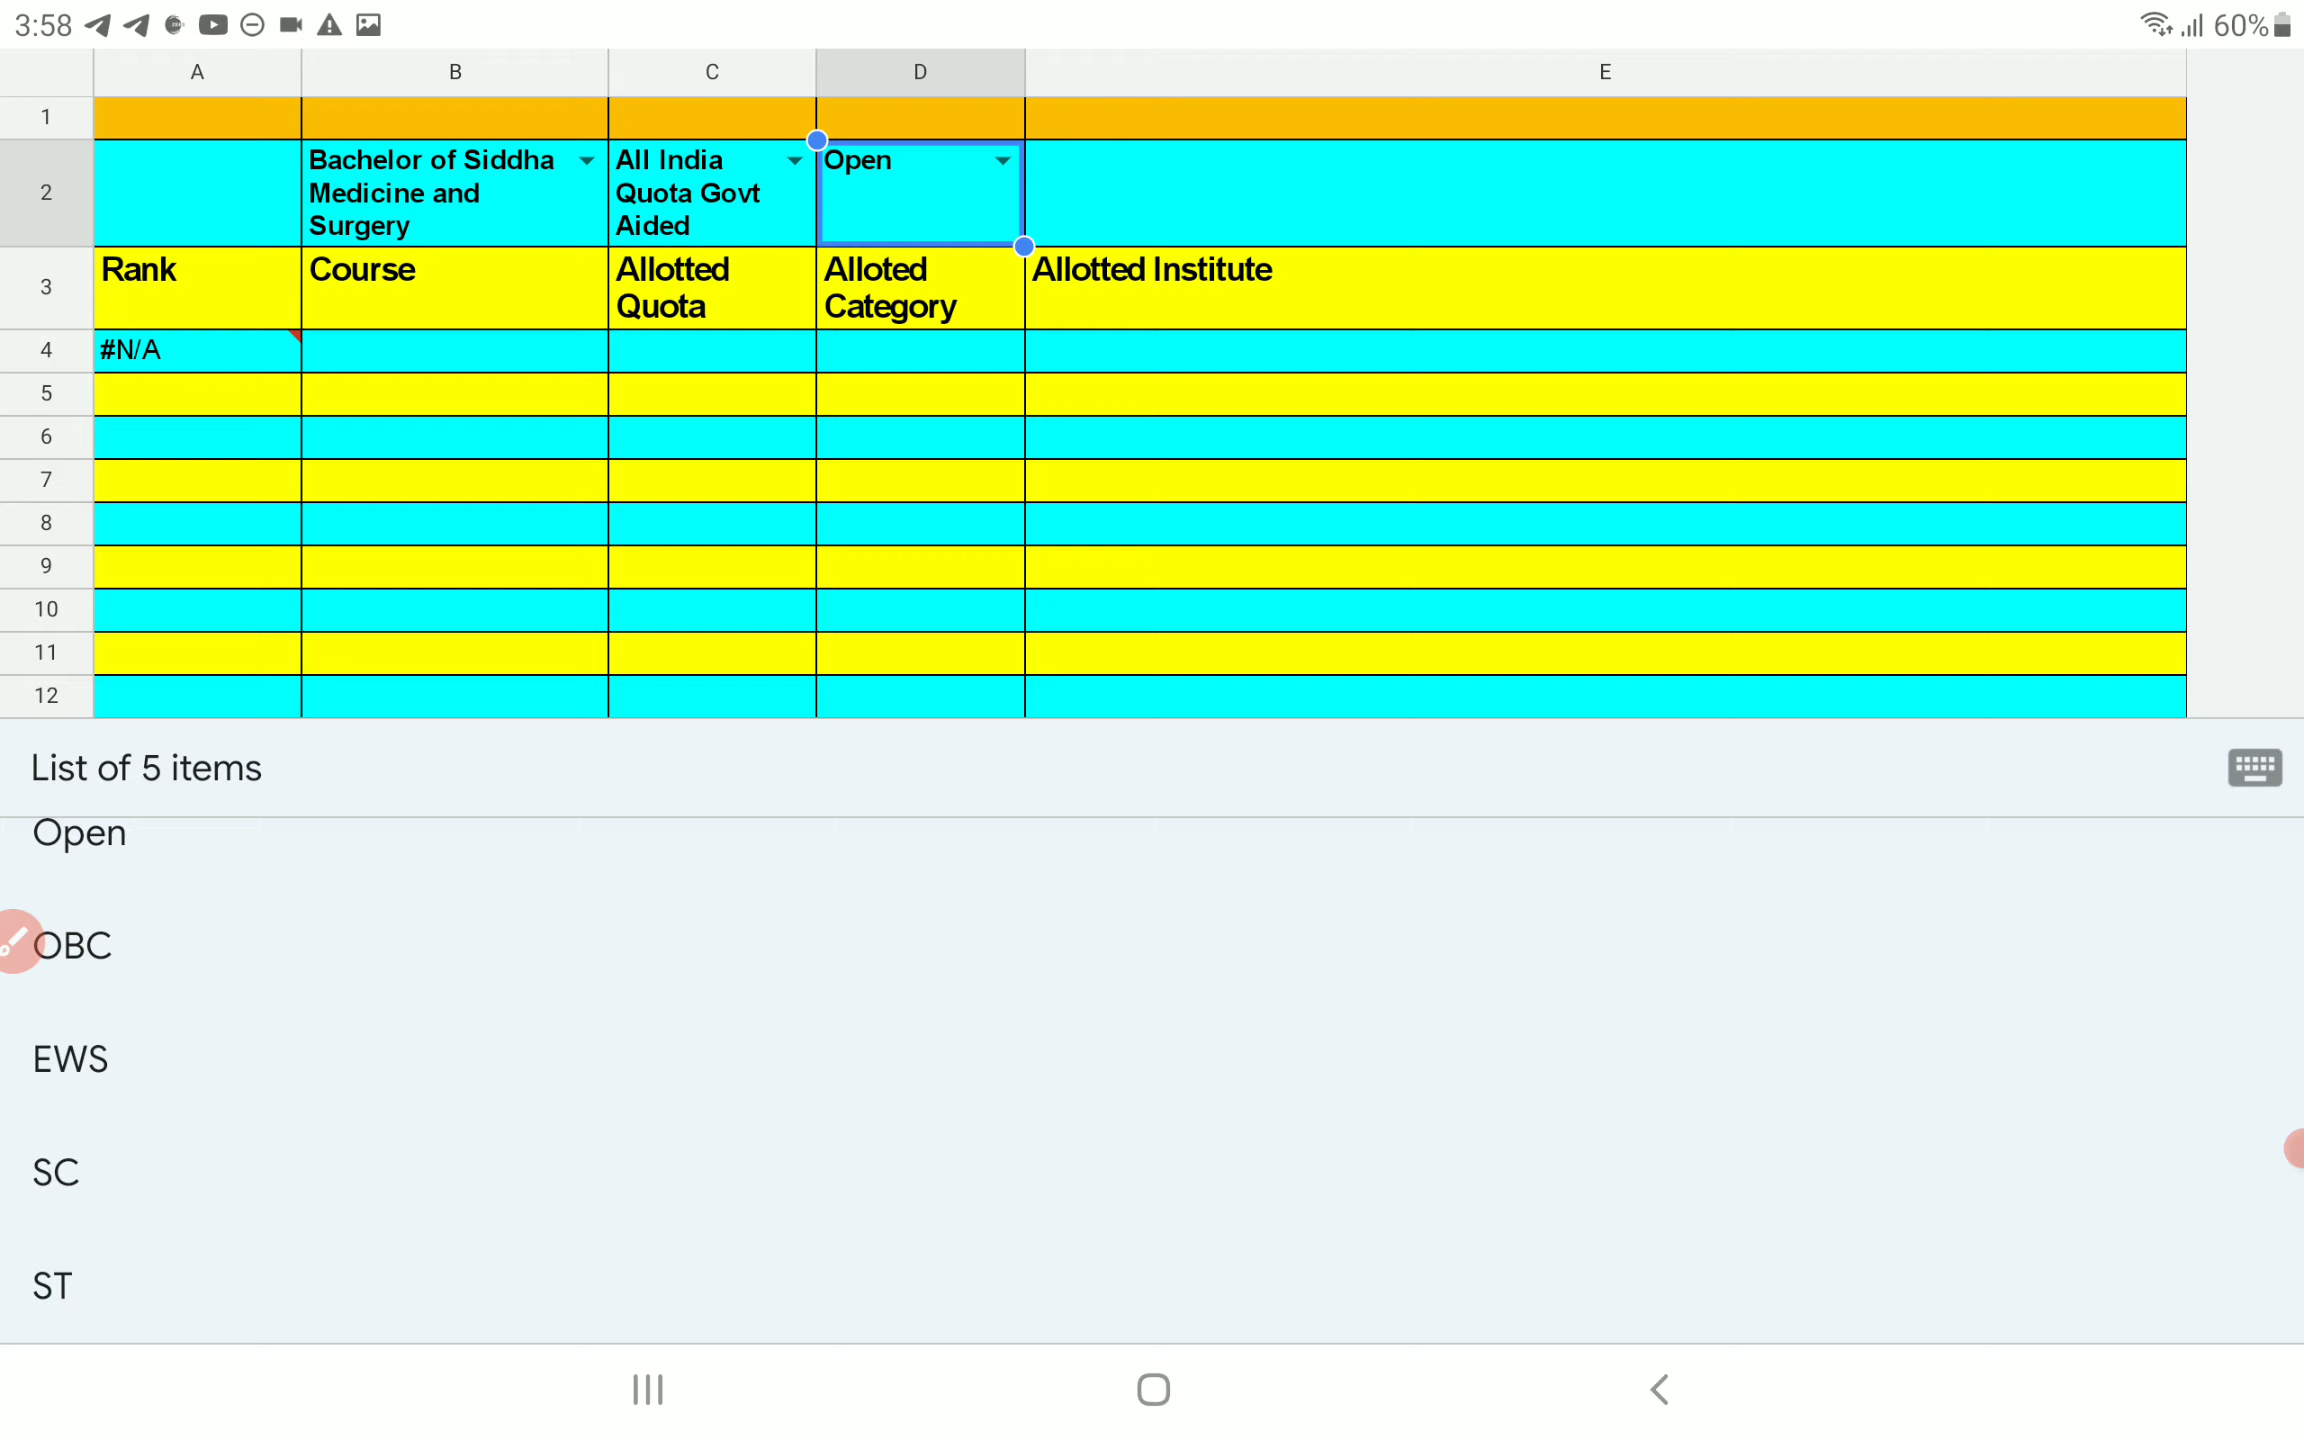 3:58
60%
A B C D E
1
2 Bachelor of Siddha Medicine and Surgery All India Quota Govt Aided Open
3 Rank Course Allotted Quota Alloted Category Allotted Institute
4 #N/A
5
6
7
8
9
10
11
12
List of 5 items
Open
OBC
EWS
SC
ST